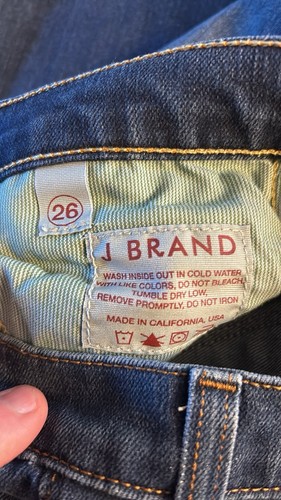 26
J BRAND
WASH INSIDE OUT IN COLD WATER
WITH LIKE COLORS, DO NOT BLEACH,
TUMBLE DRY LOW,
REMOVE PROMPTLY, DO NOT IRON
MADE IN CALIFORNIA, USA